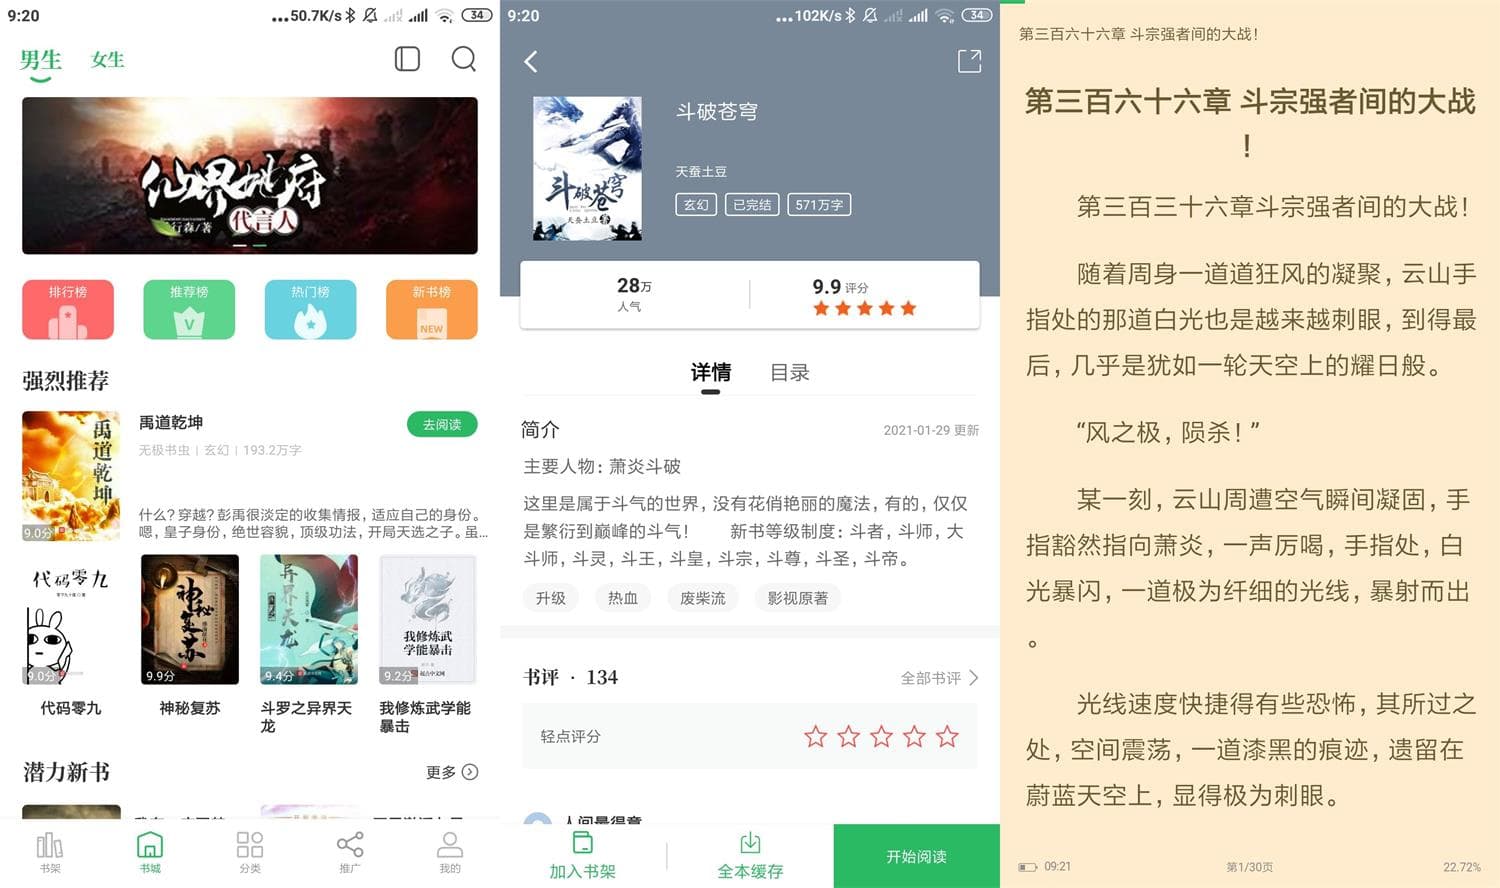 9:20
50.7K/s
34
男生
女生
仙界姚府
代言人
行森/著
排行榜
推荐榜
热门榜
新书榜
V
NEW
强烈推荐
禹道乾坤
9.0分
禹道乾坤
去阅读
无极书虫 | 玄幻 | 193.2万字
什么？穿越？彭禹很淡定的收集情报，适应自己的身份。
嗯，皇子身份，绝世容貌，顶级功法，开局天选之子。虽...
代码零九
9.0分
神秘复苏
9.9分
异界天龙
9.4分
我修炼武
学能暴击
9.2分
代码零九
神秘复苏
斗罗之异界天
龙
我修炼武学能
暴击
潜力新书
更多
书架
书城
分类
推广
我的
9:20
102K/s
34
斗破苍穹
天蚕土豆
斗破苍穹
天蚕土豆
玄幻
已完结
571万字
28万
人气
9.9 评分
详情
目录
简介
2021-01-29 更新
主要人物：萧炎斗破
这里是属于斗气的世界，没有花俏艳丽的魔法，有的，仅仅
是繁衍到巅峰的斗气！ 新书等级制度：斗者，斗师，大
斗师，斗灵，斗王，斗皇，斗宗，斗尊，斗圣，斗帝。
升级
热血
废柴流
影视原著
书评 · 134
全部书评
轻点评分
人间最得意
加入书架
全本缓存
开始阅读
第三百六十六章 斗宗强者间的大战！
第三百六十六章 斗宗强者间的大战
！
第三百三十六章斗宗强者间的大战！
随着周身一道道狂风的凝聚，云山手
指处的那道白光也是越来越刺眼，到得最
后，几乎是犹如一轮天空上的耀日般。
“风之极，陨杀！”
某一刻，云山周遭空气瞬间凝固，手
指豁然指向萧炎，一声厉喝，手指处，白
光暴闪，一道极为纤细的光线，暴射而出
。
光线速度快捷得有些恐怖，其所过之
处，空间震荡，一道漆黑的痕迹，遗留在
蔚蓝天空上，显得极为刺眼。
09:21
第1/30页
22.72%